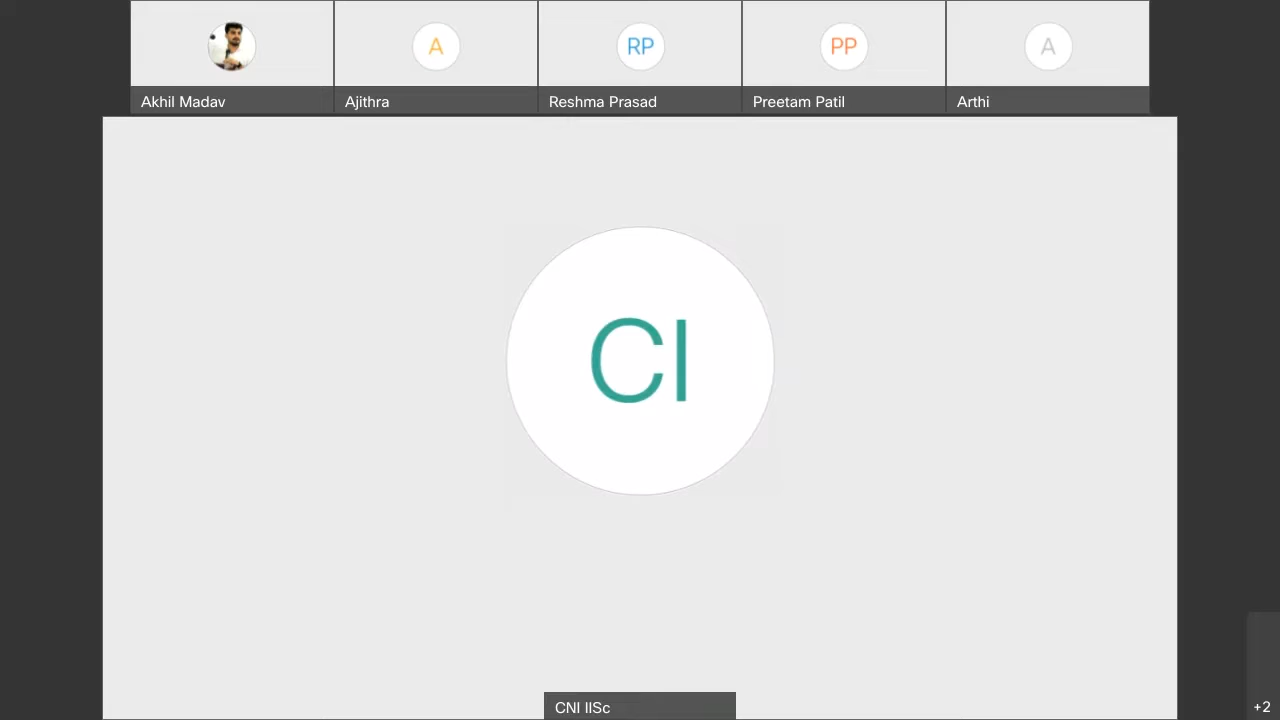 A
RP
PP
A
Akhil Madav
Ajithra
Reshma Prasad
Preetam Patil
Arthi
CI
CNI IISc
+2